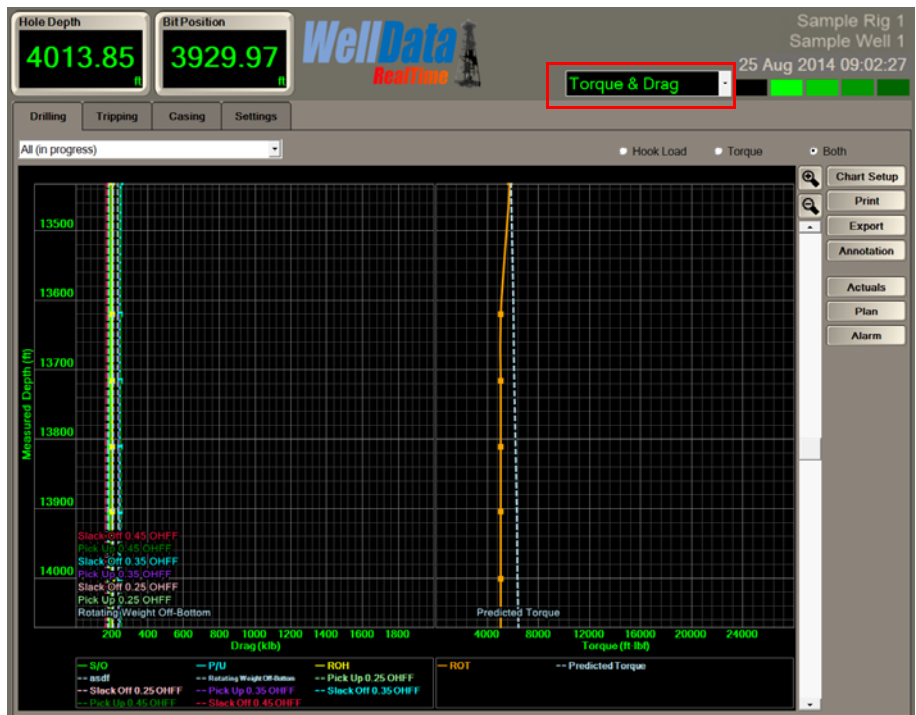 Hole Depth
4013.85
ft
Bit Position
3929.97
ft
WellData
RealTime
Sample Rig 1
Sample Well 1
25 Aug 2014 09:02:27
Torque & Drag
Drilling Tripping Casing Settings
All (in progress)
Hook Load Torque Both
Chart Setup
Print
Export
Annotation
Actuals
Plan
Alarm
Measured Depth (ft)
13500
13600
13700
13800
13900
14000
Slack Off 0.45 OHFF
Pick Up 0.45 OHFF
Slack Off 0.35 OHFF
Pick Up 0.35 OHFF
Slack Off 0.25 OHFF
Pick Up 0.25 OHFF
Rotating Weight Off-Bottom
Predicted Torque
200 400 600 800 1000 1200 1400 1600 1800
Drag (klb)
4000 8000 12000 16000 20000 24000
Torque (ft·lbf)
S/O P/U ROH
asdf Rotating Weight Off-Bottom Pick Up 0.25 OHFF
Slack Off 0.25 OHFF Pick Up 0.35 OHFF Slack Off 0.35 OHFF
Pick Up 0.45 OHFF Slack Off 0.45 OHFF
ROT Predicted Torque